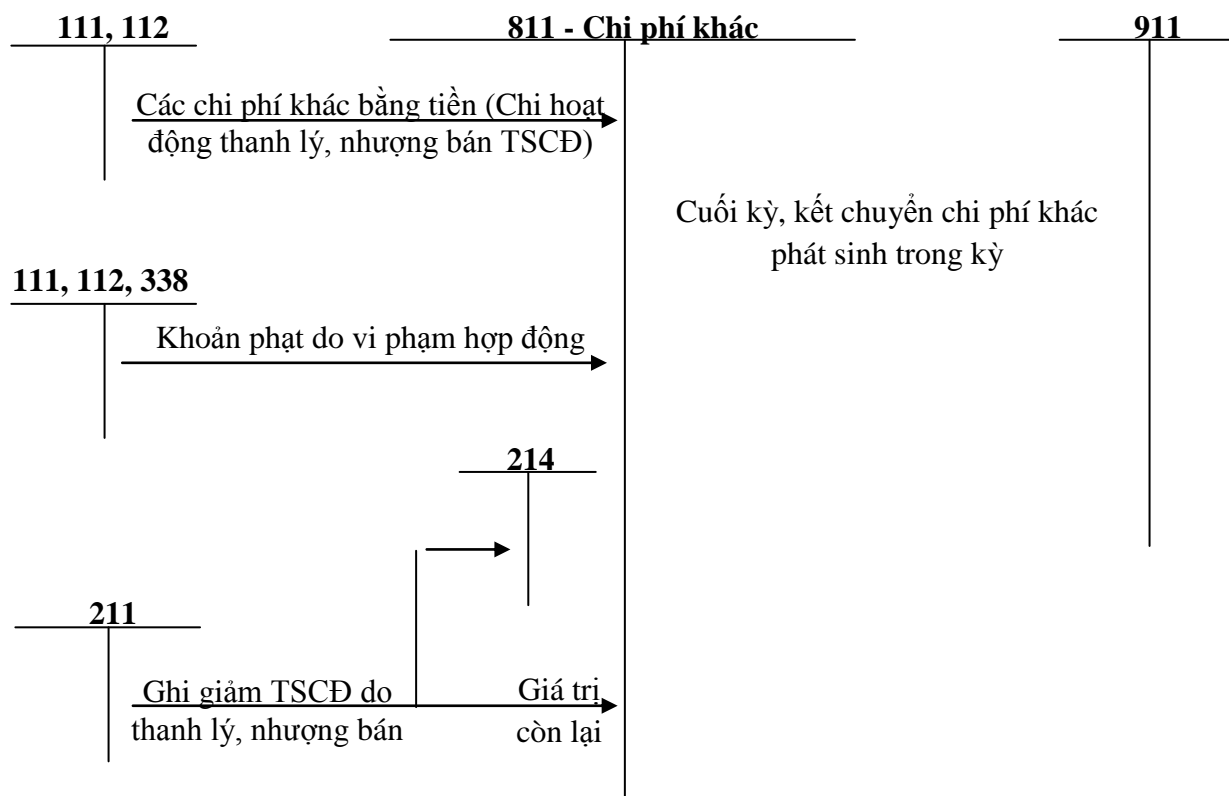 111, 112
811 - Chi phí khác
911
Các chi phí khác bằng tiền (Chi hoạt
động thanh lý, nhượng bán TSCĐ)
Cuối kỳ, kết chuyển chi phí khác
phát sinh trong kỳ
111, 112, 338
Khoản phạt do vi phạm hợp động
214
211
Ghi giảm TSCĐ do
thanh lý, nhượng bán
Giá trị
còn lại